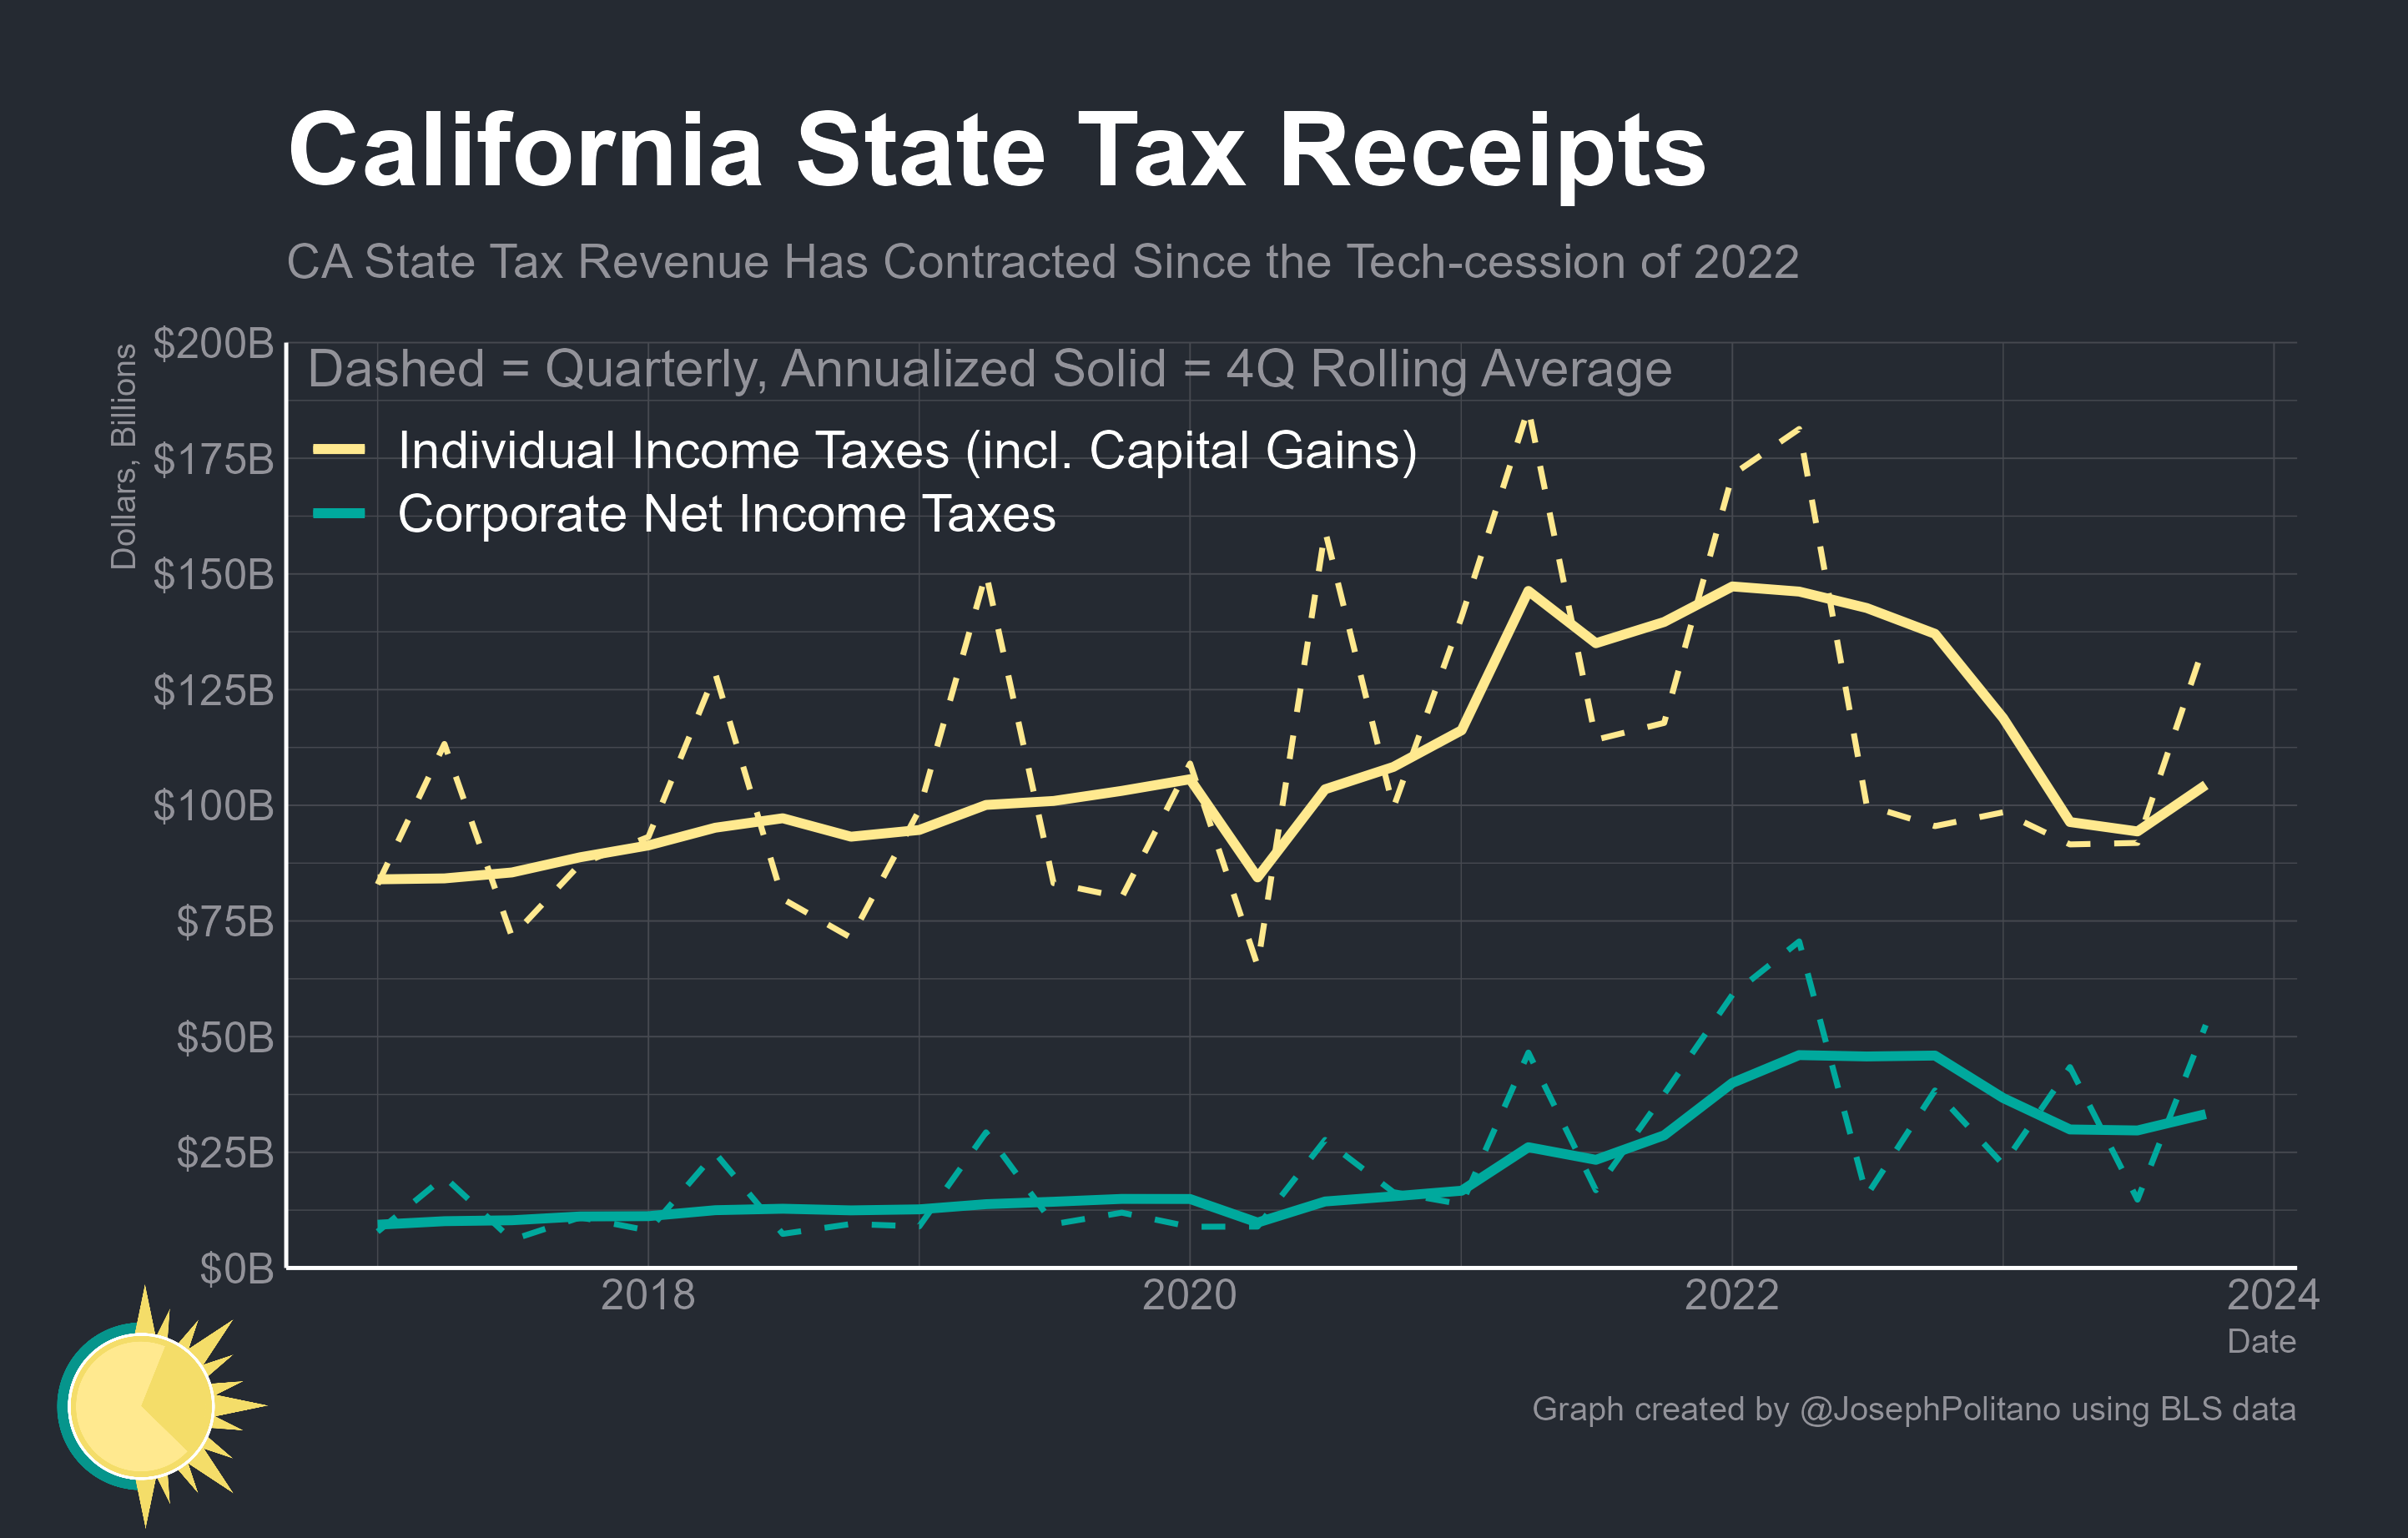 California State Tax Receipts
CA State Tax Revenue Has Contracted Since the Tech-cession of 2022
Dollars, Billions
$200B
$175B
$150B
$125B
$100B
$75B
$50B
$25B
$0B
Dashed = Quarterly, Annualized Solid = 4Q Rolling Average
Individual Income Taxes (incl. Capital Gains)
Corporate Net Income Taxes
2018 2020 2022 2024
Date
Graph created by @JosephPolitano using BLS data